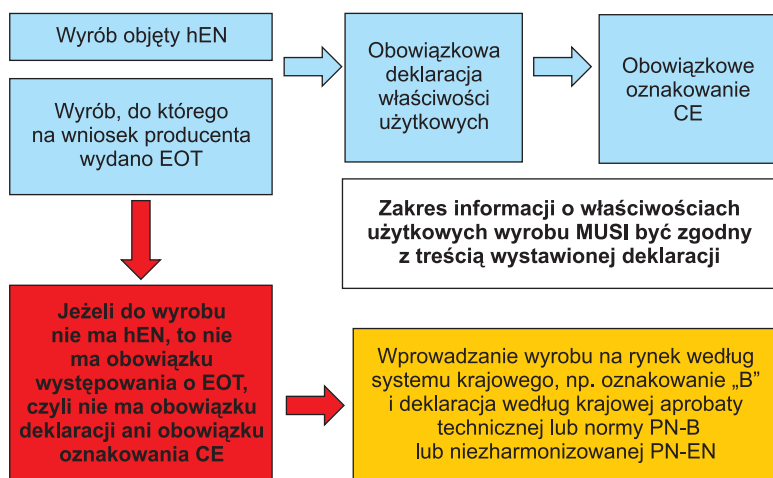 Wyrób objęty hEN
Wyrób, do którego
na wniosek producenta
wydano EOT
Obowiązkowa
deklaracja
właściwości
użytkowych
Obowiązkowe
oznakowanie
CE
Zakres informacji o właściwościach
użytkowych wyrobu MUSI być zgodny
z treścią wystawionej deklaracji
Jeżeli do wyrobu
nie ma hEN, to nie
ma obowiązku
występowania o EOT,
czyli nie ma obowiązku
deklaracji ani obowiązku
oznakowania CE
Wprowadzanie wyrobu na rynek według
systemu krajowego, np. oznakowanie „B”
i deklaracja według krajowej aprobaty
technicznej lub normy PN-B
lub niezharmonizowanej PN-EN